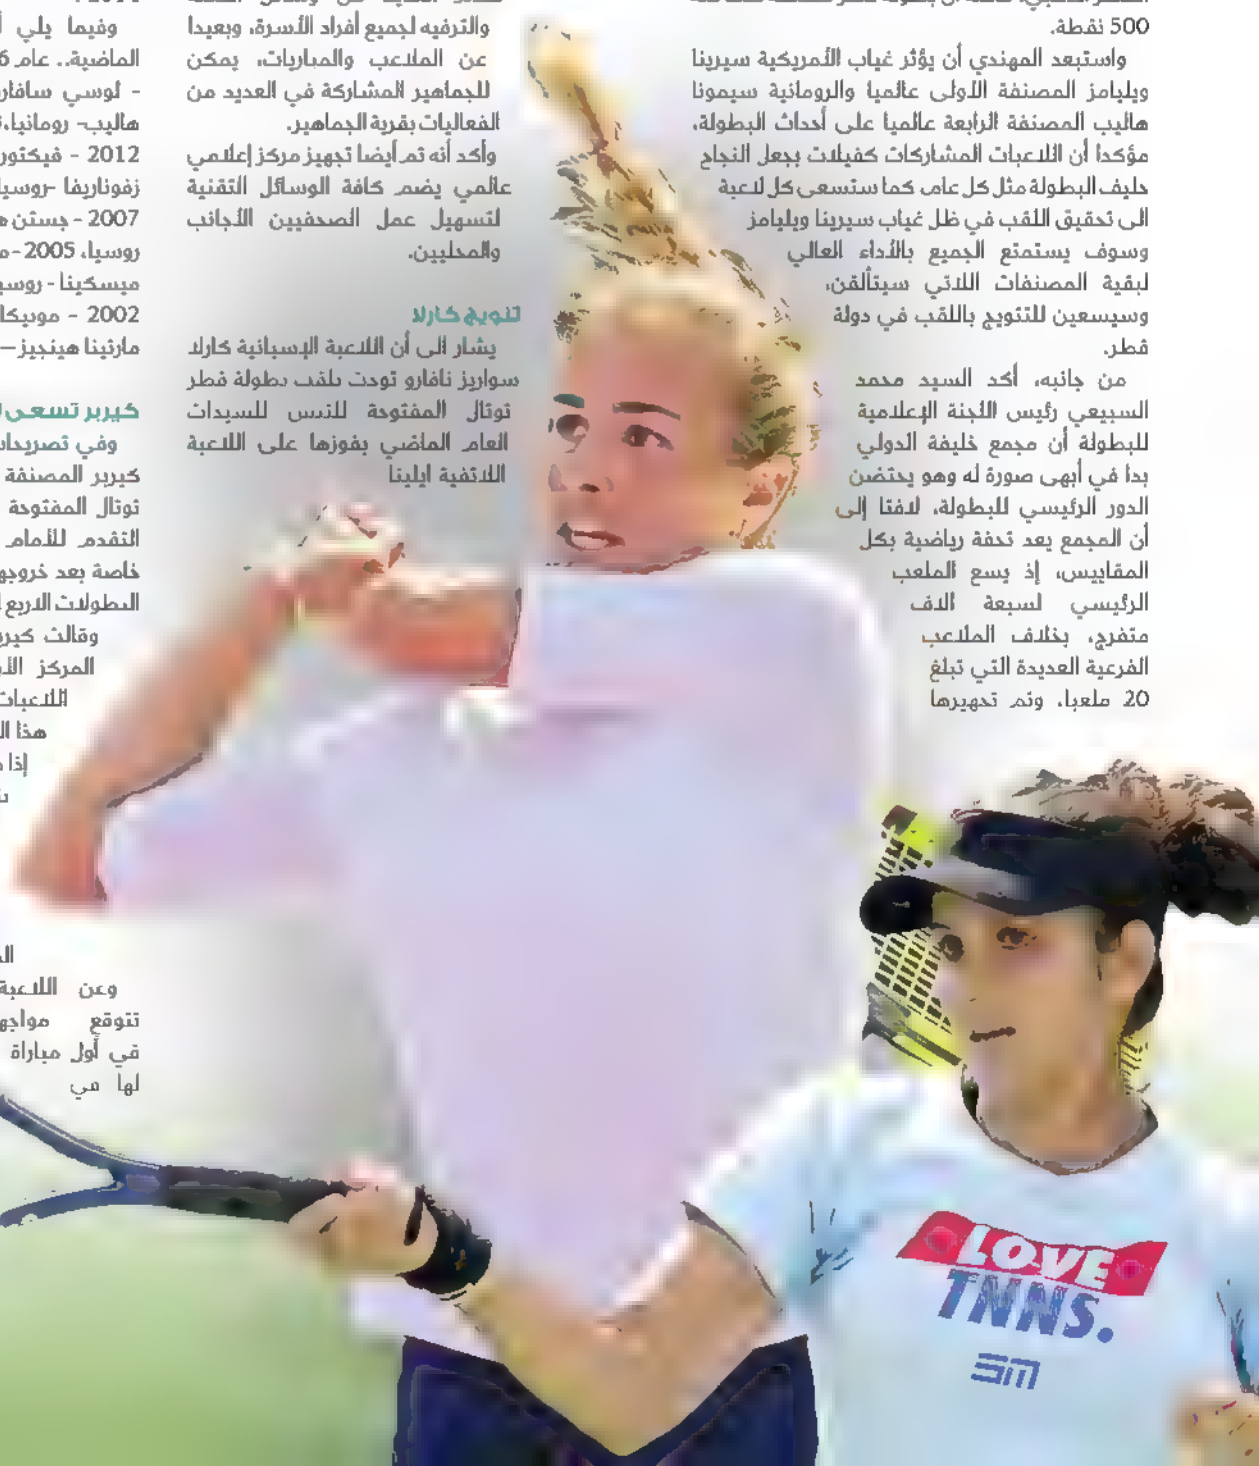 500 نقطة.
واستبعد المهندي أن يؤثر غياب الأمريكية سيرينا
ويليامز المصنفة الأولى عالميا والرومانية سيمونا
هاليب المصنفة الرابعة عالميا على أحداث البطولة،
مؤكدا أن اللاعبات المشاركات كفيلات بجعل النجاح
حليف البطولة مثل كل عام، كما ستسعى كل لاعبة
الى تحقيق اللقب في ظل غياب سيرينا ويليامز
وسوف يستمتع الجميع بالأداء العالي
لبقية المصنفات اللاتي سيتألقن،
وسيسعين للتتويج باللقب في دولة
قطر.
من جانبه، أكد السيد محمد
السبيعي رئيس اللجنة الإعلامية
للبطولة أن مجمع خليفة الدولي
بدا في أبهى صورة له وهو يحتضن
الدور الرئيسي للبطولة، لافتا إلى
أن المجمع يعد تحفة رياضية بكل
المقاييس، إذ يسع الملعب
الرئيسي لسبعة الاف
متفرج، بخلاف الملاعب
الفرعية العديدة التي تبلغ
20 ملعبا، وتم تجهيزها
والترفيه لجميع أفراد الأسرة، وبعيدا
عن الملاعب والمباريات، يمكن
للجماهير المشاركة في العديد من
الفعاليات بقرية الجماهير.
وأكد أنه تم أيضا تجهيز مركز إعلامي
عالمي يضم كافة الوسائل التقنية
لتسهيل عمل الصحفيين الأجانب
والمحليين.
تتويج كارلا
يشار الى أن اللاعبة الإسبانية كارلا
سواريز نافارو توجت بلقب بطولة قطر
توتال المفتوحة للتنس للسيدات
العام الماضي بفوزها على اللاعبة
اللاتفية ايلينا
وفيما يلي
الماضية.. عام
- لوسي
هاليب- رومانيا،
2012 -
زفوناريفا -روسيا
2007 - جستن
روسيا، 2005 -
ميسكينا -
2002 - مونيكا
مارتينا هينجيز –
كيربر تسعى
وفي
كيربر المصنفة
توتال المفتوحة
التقدم للأمام
خاصة بعد
البطولات الاربع
وقالت
المركز
اللاعبات
هذا
إذا
وعن اللاعبة
تتوقع
في أول مباراة
لها في
LOVE
TNNS.
SM